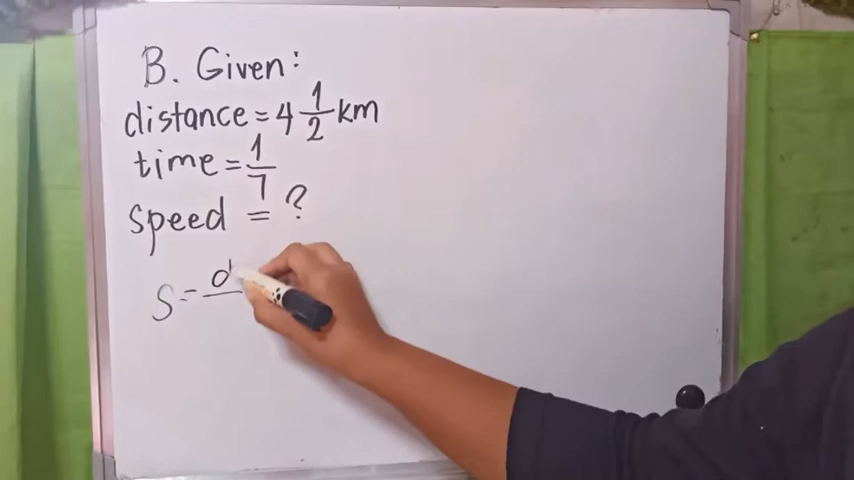 B. Given:
distance = 4 1/2 km
time = 1/7
speed = ?
S = d